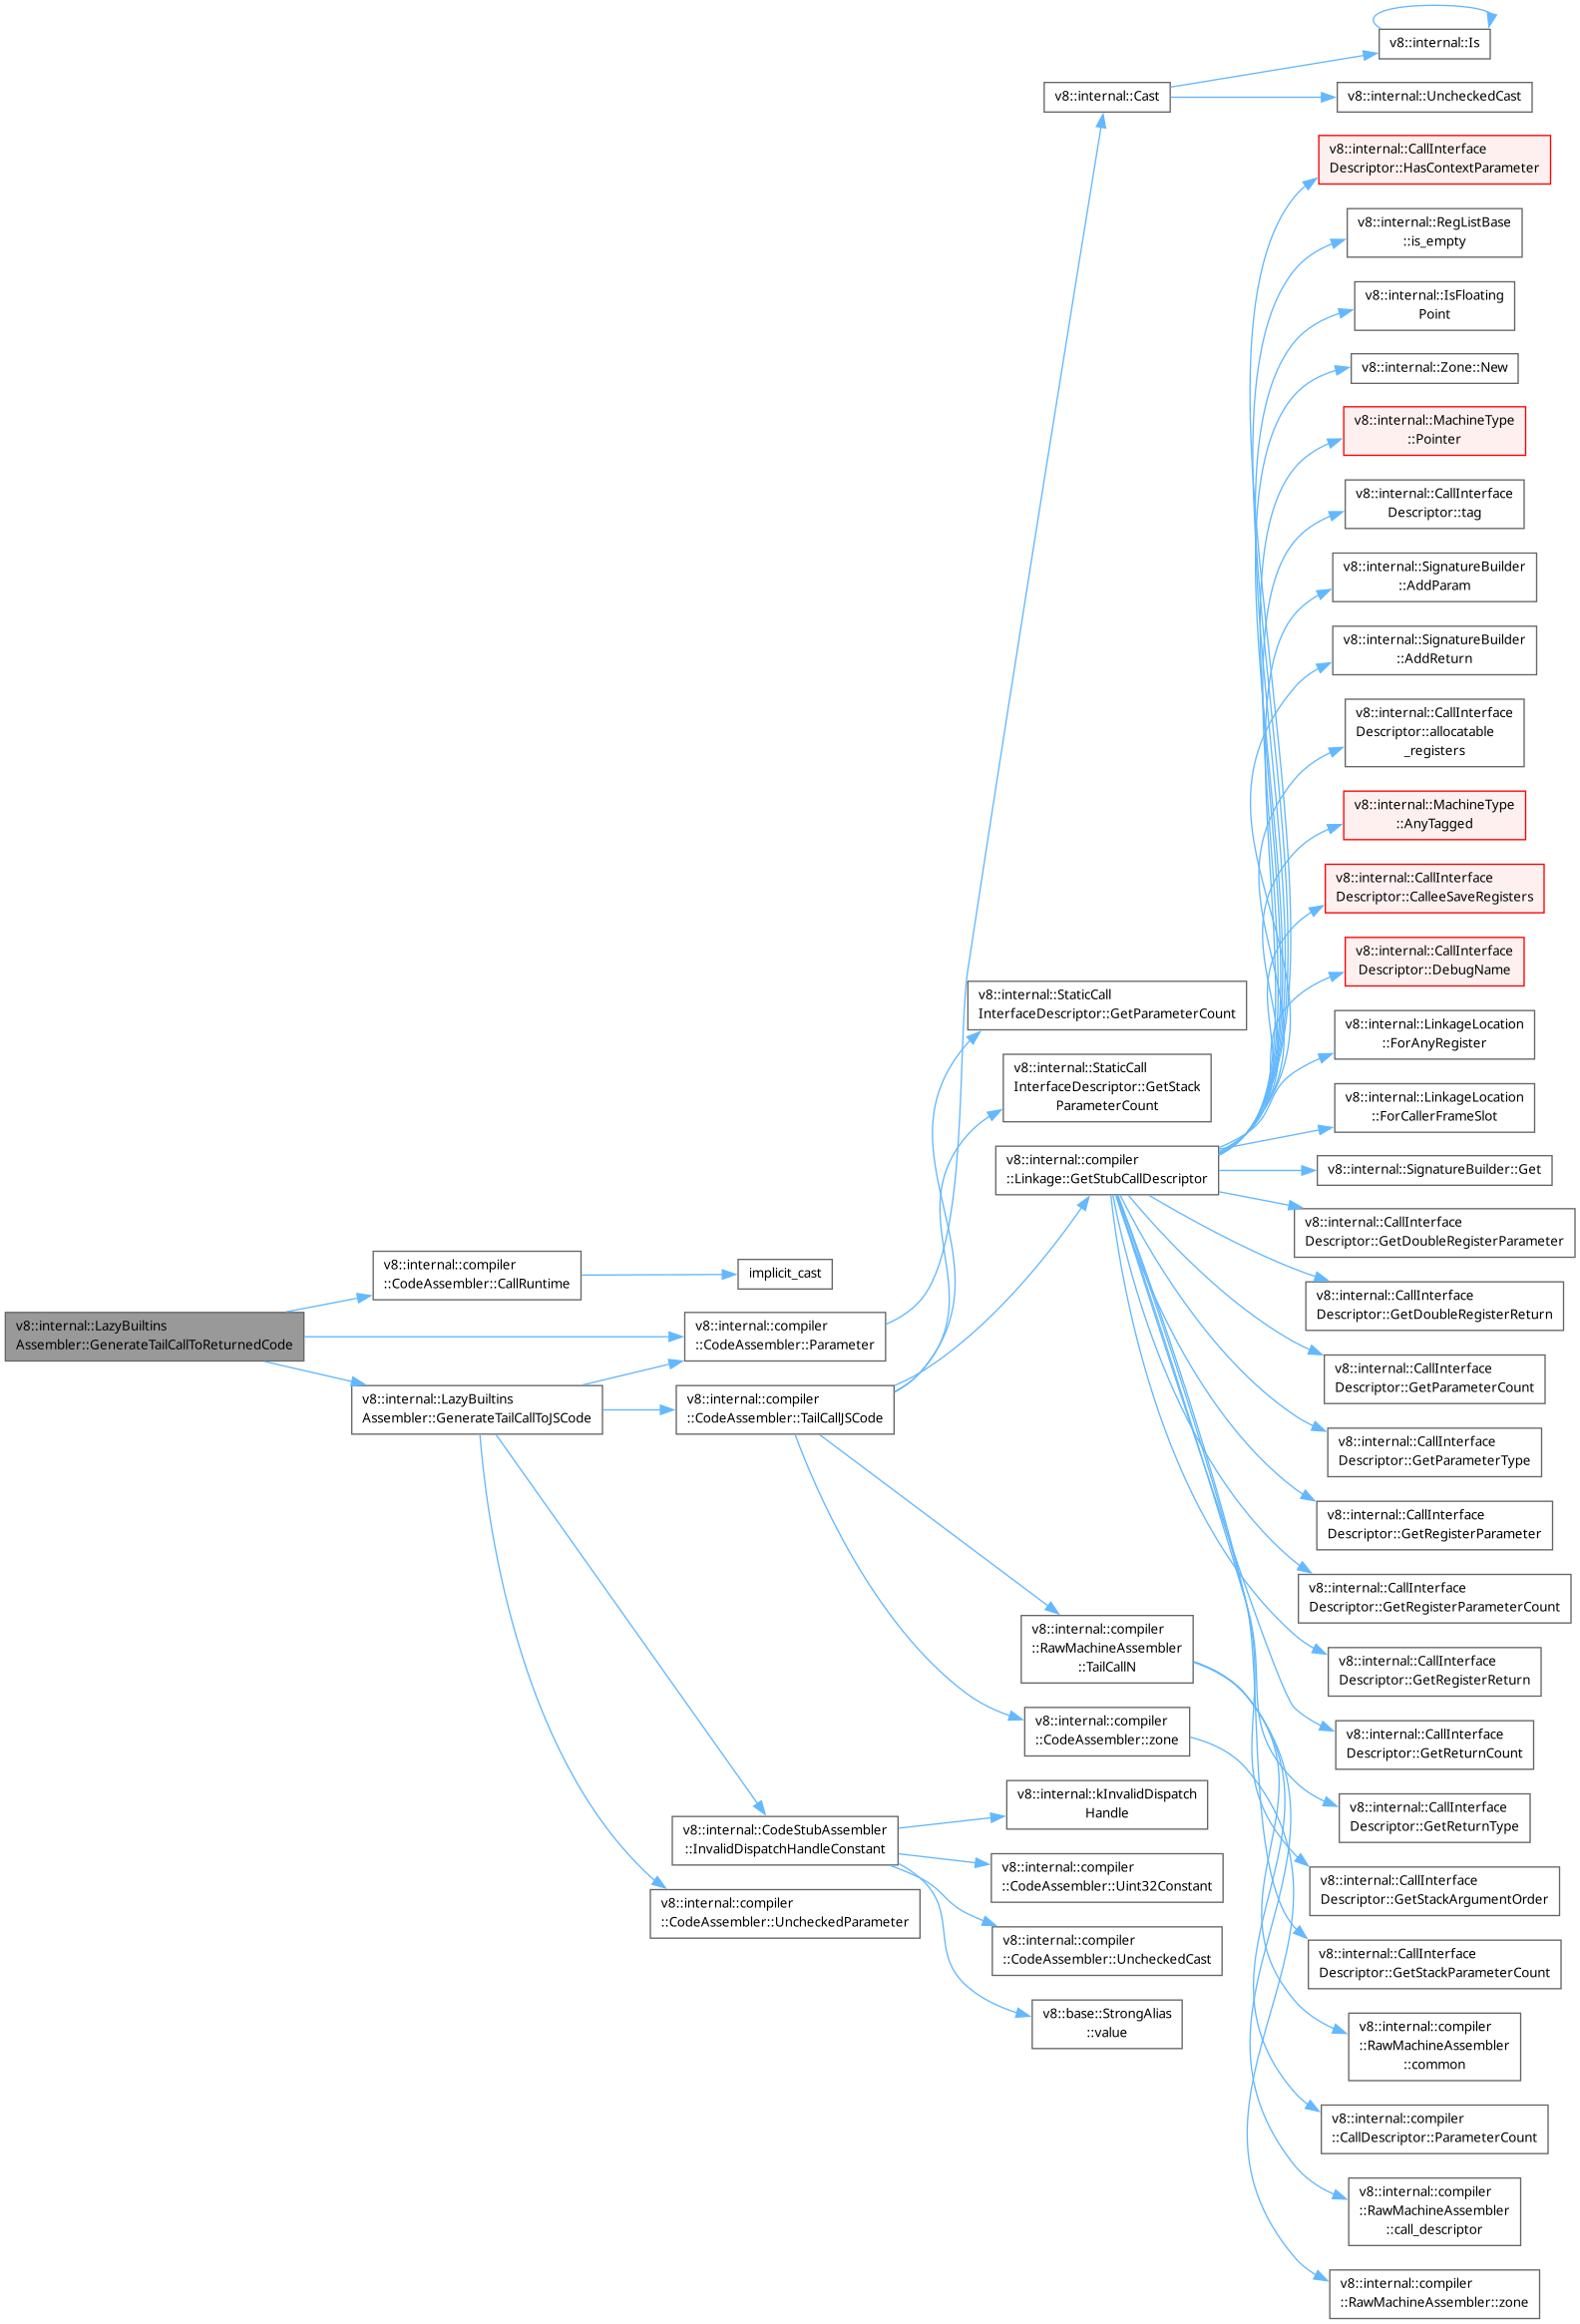 v8::internal::LazyBuiltins
Assembler::GenerateTailCallToReturnedCode
v8::internal::compiler
::CodeAssembler::CallRuntime
v8::internal::LazyBuiltins
Assembler::GenerateTailCallToJSCode
implicit_cast
v8::internal::compiler
::CodeAssembler::Parameter
v8::internal::compiler
::CodeAssembler::TailCallJSCode
v8::internal::CodeStubAssembler
::InvalidDispatchHandleConstant
v8::internal::compiler
::CodeAssembler::UncheckedParameter
v8::internal::Cast
v8::internal::StaticCall
InterfaceDescriptor::GetParameterCount
v8::internal::StaticCall
InterfaceDescriptor::GetStack
ParameterCount
v8::internal::compiler
::Linkage::GetStubCallDescriptor
v8::internal::compiler
::RawMachineAssembler
::TailCallN
v8::internal::compiler
::CodeAssembler::zone
v8::internal::kInvalidDispatch
Handle
v8::internal::compiler
::CodeAssembler::Uint32Constant
v8::internal::compiler
::CodeAssembler::UncheckedCast
v8::base::StrongAlias
::value
v8::internal::Is
v8::internal::UncheckedCast
v8::internal::CallInterface
Descriptor::HasContextParameter
v8::internal::RegListBase
::is_empty
v8::internal::IsFloating
Point
v8::internal::Zone::New
v8::internal::MachineType
::Pointer
v8::internal::CallInterface
Descriptor::tag
v8::internal::SignatureBuilder
::AddParam
v8::internal::SignatureBuilder
::AddReturn
v8::internal::CallInterface
Descriptor::allocatable
_registers
v8::internal::MachineType
::AnyTagged
v8::internal::CallInterface
Descriptor::CalleeSaveRegisters
v8::internal::CallInterface
Descriptor::DebugName
v8::internal::LinkageLocation
::ForAnyRegister
v8::internal::LinkageLocation
::ForCallerFrameSlot
v8::internal::SignatureBuilder::Get
v8::internal::CallInterface
Descriptor::GetDoubleRegisterParameter
v8::internal::CallInterface
Descriptor::GetDoubleRegisterReturn
v8::internal::CallInterface
Descriptor::GetParameterCount
v8::internal::CallInterface
Descriptor::GetParameterType
v8::internal::CallInterface
Descriptor::GetRegisterParameter
v8::internal::CallInterface
Descriptor::GetRegisterParameterCount
v8::internal::CallInterface
Descriptor::GetRegisterReturn
v8::internal::CallInterface
Descriptor::GetReturnCount
v8::internal::CallInterface
Descriptor::GetReturnType
v8::internal::CallInterface
Descriptor::GetStackArgumentOrder
v8::internal::CallInterface
Descriptor::GetStackParameterCount
v8::internal::compiler
::RawMachineAssembler
::common
v8::internal::compiler
::CallDescriptor::ParameterCount
v8::internal::compiler
::RawMachineAssembler
::call_descriptor
v8::internal::compiler
::RawMachineAssembler::zone